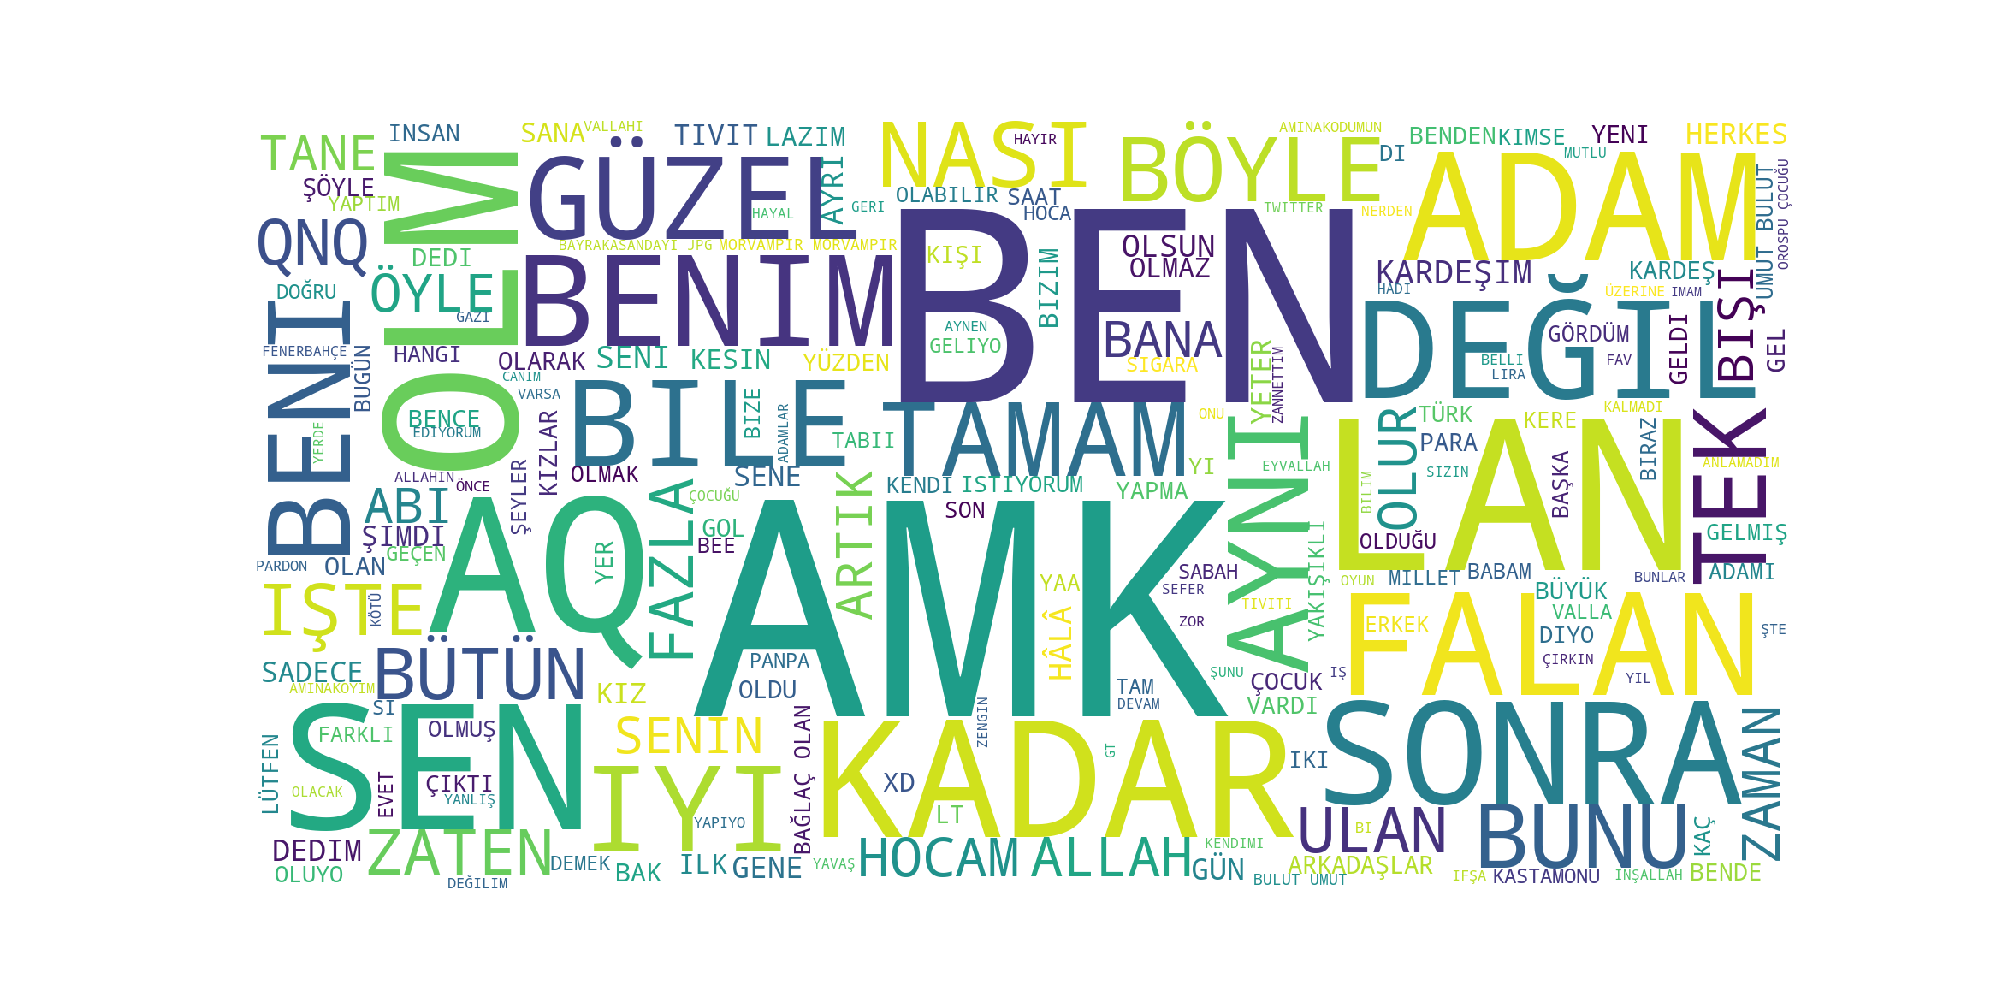 TANE
INSAN
OLUM
SANA
VALLAHI
TIVIT
LAZIM
NASI
HAYIR
BÖYLE
AMINAKODUMUN
DI
BENDEN
KIMSE
MUTLU
YENI
HERKES
ŞÖYLE
YAPTIM
GÜZEL
AYRI
HAYAL
GERI
OLABILIR
SAAT
HOCA
TWITTER
NERDEN
ADAM
UMUT BULUT
OROSPU ÇOCUĞU
QNQ
DEDI
BAYRAKASANDAYI JPG
MORVAMPIR MORVAMPIR
BEN
KIŞI
BIZIM
OLSUN
OLMAZ
KARDEŞIM
HADI
KARDEŞ
ÜZERINE
IMAM
BIŞI
DOĞRU
ÖYLE
GAZI
BENIM
AYNEN
GELIYO
BANA
SIGARA
DEĞIL
GÖRDÜM
BELLI
LIRA
FAV
GELDI
GEL
BENI
FENERBAHÇE
BUGÜN
HANGI
OLARAK
CANIM
VARSA
SENI
KESIN
YÜZDEN
YETER
ZANNETTIM
BENCE
EDIYORUM
YERDE
BILE
BIZE
ADAMLAR
TABII
TAMAM
ONU
AYNI
OLUR
TÜRK
PARA
SIZIN
KERE
KALMADI
BAŞKA
BIRAZ
TEK
ANLAMADIM
LAN
ALLAHIN
ÖNCE
ŞEYLER
KIZLAR
OLMAK
SENE
ÇOCUĞU
KENDI
ISTIYORUM
YAPMA
YI
EYVALLAH
BILIM
ABI
ŞIMDI
GEÇEN
AQ
YER
FAZLA
GOL
BEE
ARTIK
SON
AMK
OLDUĞU
GELMIŞ
PARDON
OLAN
YAA
HÂLÂ
SABAH
SEFER
TIVITI
ZOR
YAKIŞIKLI
OYUN
MILLET
BABAM
BÜYÜK
VALLA
BUNLAR
ADAMI
IŞTE
KÖTÜ
ERKEK
DIYO
ÇIRKIN
FALAN
ŞTE
YIL
SADECE
AMINAKOYIM
BÜTÜN
SI
KIZ
PANPA
OLDU
TAM
DEVAM
ŞUNU
ÇOCUK
VARDI
IŞ
SEN
LÜTFEN
FARKLI
OLMUŞ
SENIN
BAĞLAÇ OLAN
ZENGIN
GT
KADAR
IKI
SONRA
ZAMAN
OLACAK
EVET
ÇIKTI
YANLIŞ
IYI
XD
LT
YAPIYO
ULAN
BI
BUNU
KAÇ
DEDIM
OLUYO
ZATEN
DEĞILIM
DEMEK
BAK
ILK
GENE
YAVAŞ
HOCAM
ALLAH
GÜN
KENDIMI
BULUT UMUT
ARKADAŞLAR
IFŞA
KASTAMONU
INŞALLAH
BENDE